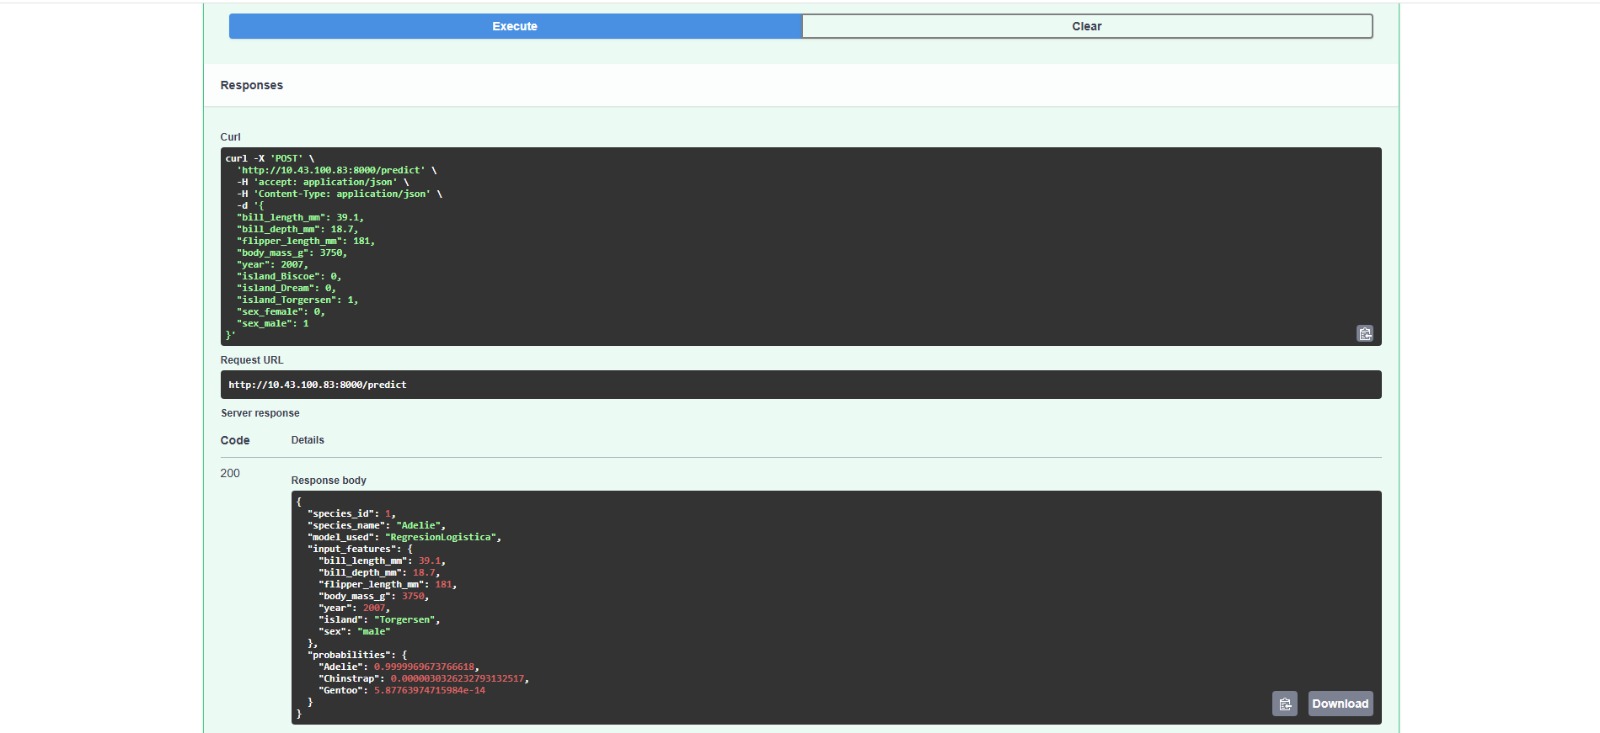 Execute
Clear
Responses
Curl
curl -X 'POST' \
'http://10.43.100.83:8000/predict' \
-H 'accept: application/json' \
-H 'Content-Type: application/json' \
-d '{
"bill_length_mm": 39.1,
"bill_depth_mm": 18.7,
"flipper_length_mm": 181,
"body_mass_g": 3750,
"year": 2007,
"island_Biscoe": 0,
"island_Dream": 0,
"island_Torgersen": 1,
"sex_female": 0,
"sex_male": 1
}'
Request URL
http://10.43.100.83:8000/predict
Server response
Code Details
200
Response body
{
"species_id": 1,
"species_name": "Adelie",
"model_used": "RegresionLogistica",
"input_features": {
"bill_length_mm": 39.1,
"bill_depth_mm": 18.7,
"flipper_length_mm": 181,
"body_mass_g": 3750,
"year": 2007,
"island": "Torgersen",
"sex": "male"
},
"probabilities": {
"Adelie": 0.9999969673766618,
"Chinstrap": 0.0000030326232793132517,
"Gentoo": 5.87763974715984e-14
}
}
Download